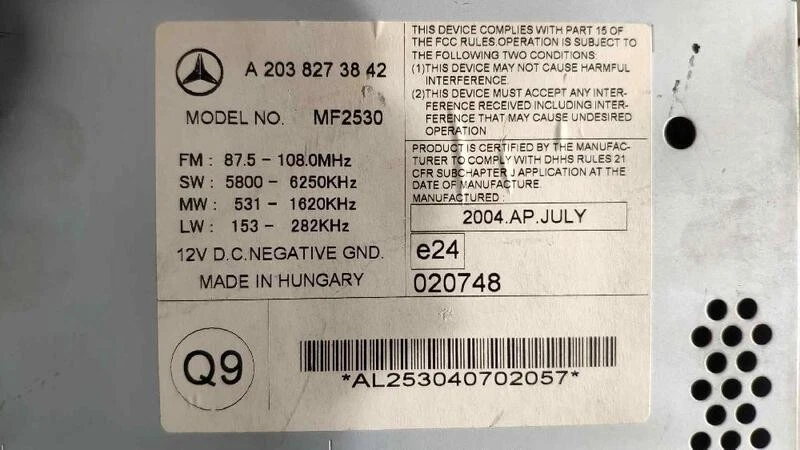 A 203 827 38 42
MODEL NO. MF2530
FM : 87.5 - 108.0MHz
SW : 5800 - 6250KHz
MW : 531 - 1620KHz
LW : 153 - 282KHz
12V D.C.NEGATIVE GND.
MADE IN HUNGARY
THIS DEVICE COMPLIES WITH PART 15 OF
THE FCC RULES.OPERATION IS SUBJECT TO
THE FOLLOWING TWO CONDITIONS:
(1)THIS DEVICE MAY NOT CAUSE HARMFUL
INTERFERENCE.
(2)THIS DEVICE MUST ACCEPT ANY INTER-
FERENCE RECEIVED INCLUDING INTER-
FERENCE THAT MAY CAUSE UNDESIRED
OPERATION
PRODUCT IS CERTIFIED BY THE MANUFAC-
TURER TO COMPLY WITH DHHS RULES 21
CFR SUBCHAPTER J APPLICATION AT THE
DATE OF MANUFACTURE.
MANUFACTURED :
2004.AP.JULY
e24
020748
Q9
*AL253040702057*